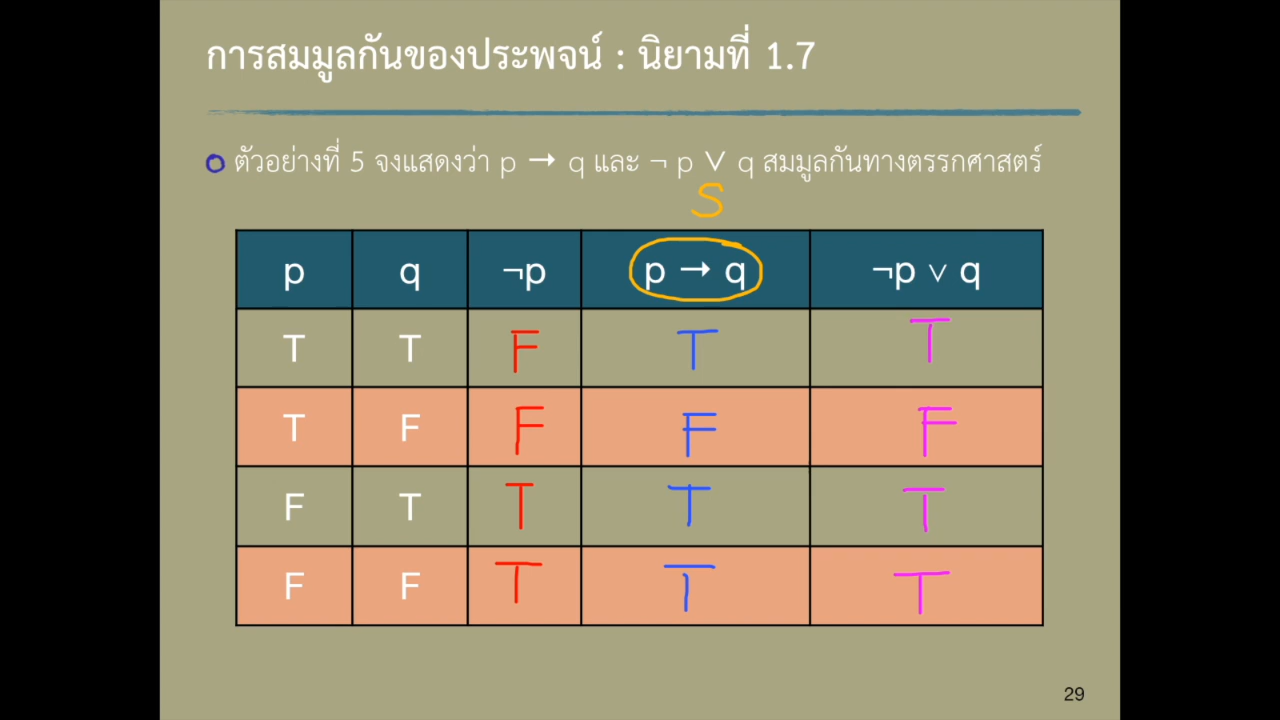 การสมมูลกันของประพจน์ : นิยามที่ 1.7
ตัวอย่างที่ 5 จงแสดงว่า p → q และ ¬ p ∨ q สมมูลกันทางตรรกศาสตร์
S
p q ¬p p → q ¬p ∨ q
T T F T T
T F F F F
F T T T T
F F T T T
29